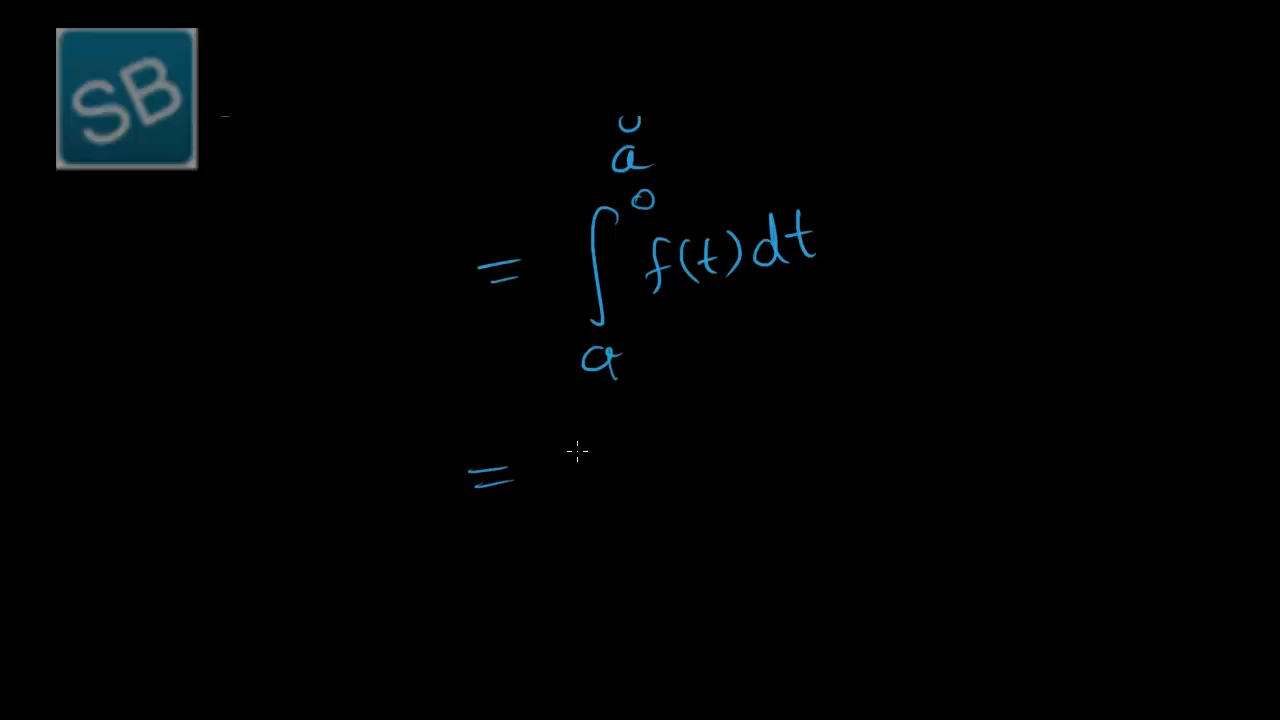 SB
a
= ∫ₐ⁰ f(t) dt
=